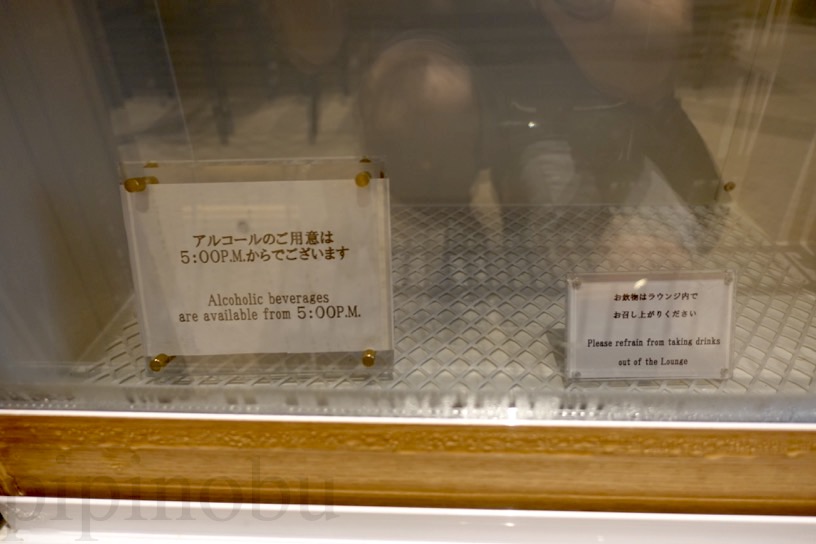 アルコールのご用意は
5:00P.M.からでございます
Alcoholic beverages
are available from 5:00P.M.
お飲物はラウンジ内で
お召し上がりください
Please refrain from taking drinks
out of the Lounge
pipinobu